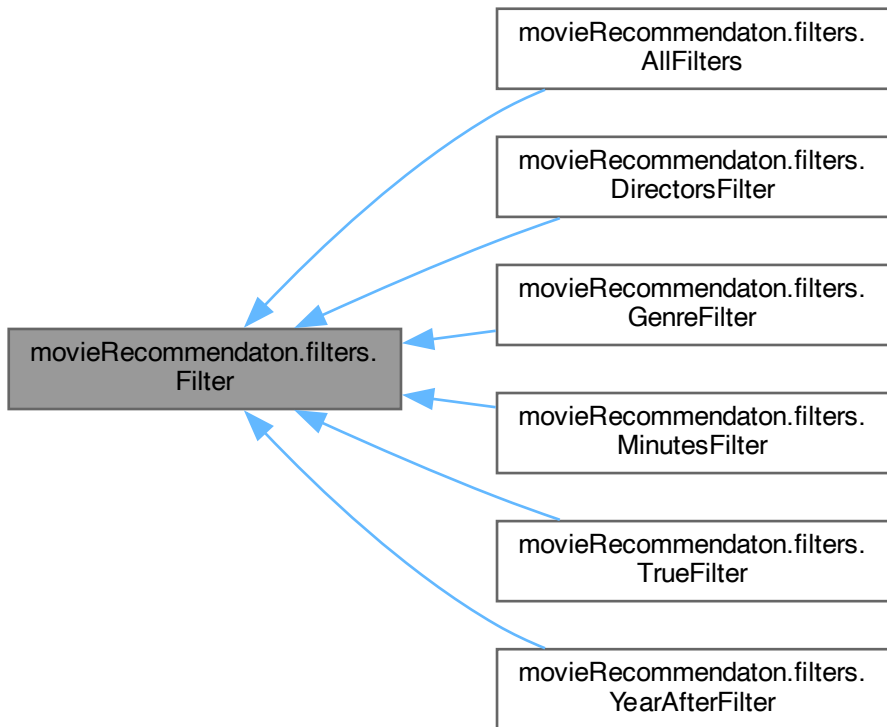 movieRecommendaton.filters.
AllFilters
movieRecommendaton.filters.
DirectorsFilter
movieRecommendaton.filters.
GenreFilter
movieRecommendaton.filters.
Filter
movieRecommendaton.filters.
MinutesFilter
movieRecommendaton.filters.
TrueFilter
movieRecommendaton.filters.
YearAfterFilter